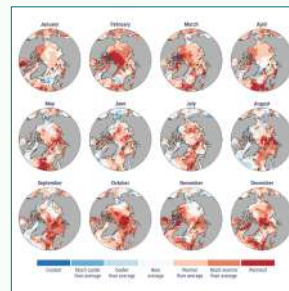 January February March April
May June July August
September October November December
Coldest Much cooler than average Cooler than average Near average Warmer than average Much warmer than average Warmest